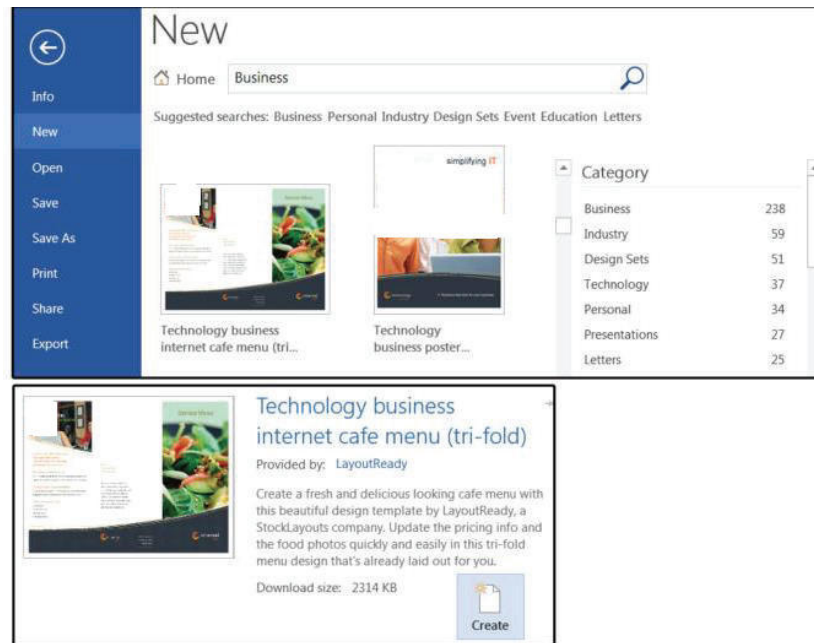 New
Home
Business
Suggested searches: Business Personal Industry Design Sets Event Education Letters
Info
New
Open
Save
Save As
Print
Share
Export
simplifying IT
Technology business
internet cafe menu (tri...
Technology
business poster...
Category
Business 238
Industry 59
Design Sets 51
Technology 37
Personal 34
Presentations 27
Letters 25
Technology business
internet cafe menu (tri-fold)
Provided by: LayoutReady
Create a fresh and delicious looking cafe menu with
this beautiful design template by LayoutReady, a
StockLayouts company. Update the pricing info and
the food photos quickly and easily in this tri-fold
menu design that's already laid out for you.
Download size: 2314 KB
Create